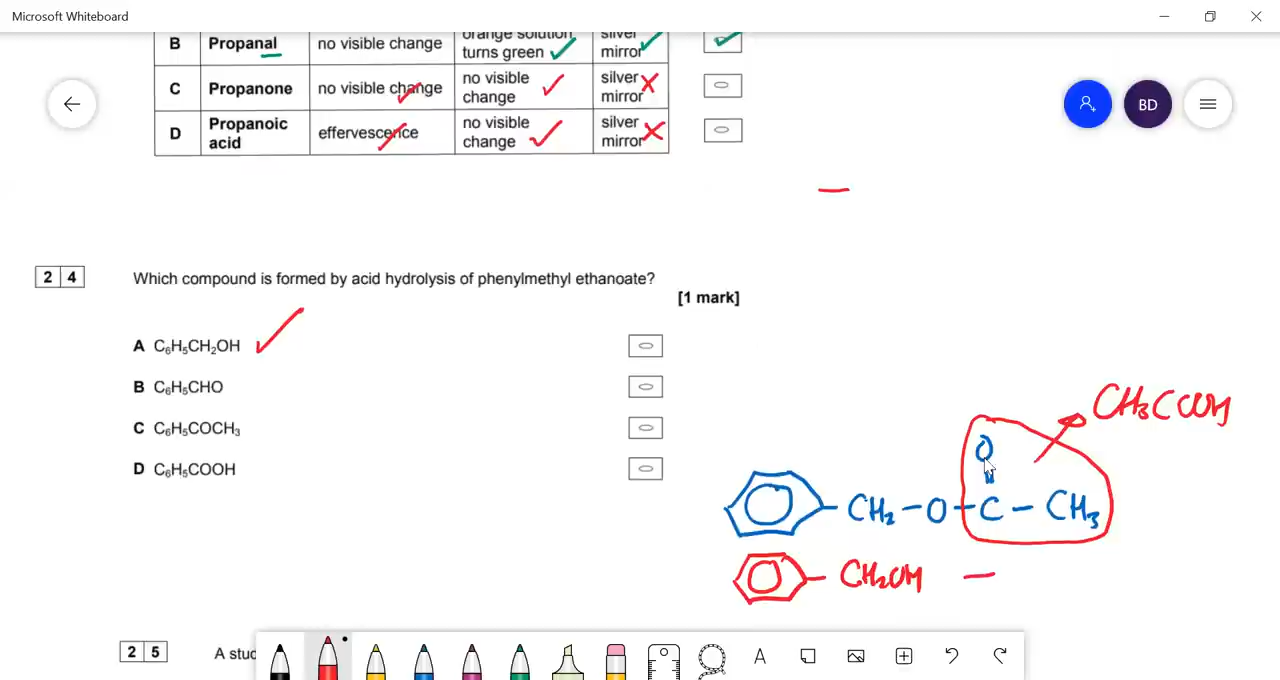 Microsoft Whiteboard
B Propanal no visible change orange solution turns green silver mirror
C Propanone no visible change no visible change silver mirror
D Propanoic acid effervescence no visible change silver mirror
BD
2 4 Which compound is formed by acid hydrolysis of phenylmethyl ethanoate?
[1 mark]
A C₆H₅CH₂OH
B C₆H₅CHO
C C₆H₅COCH₃
D C₆H₅COOH
CH₃COOH
O
CH₂-O-C-CH₃
CH₂OH
2 5 A stud
A